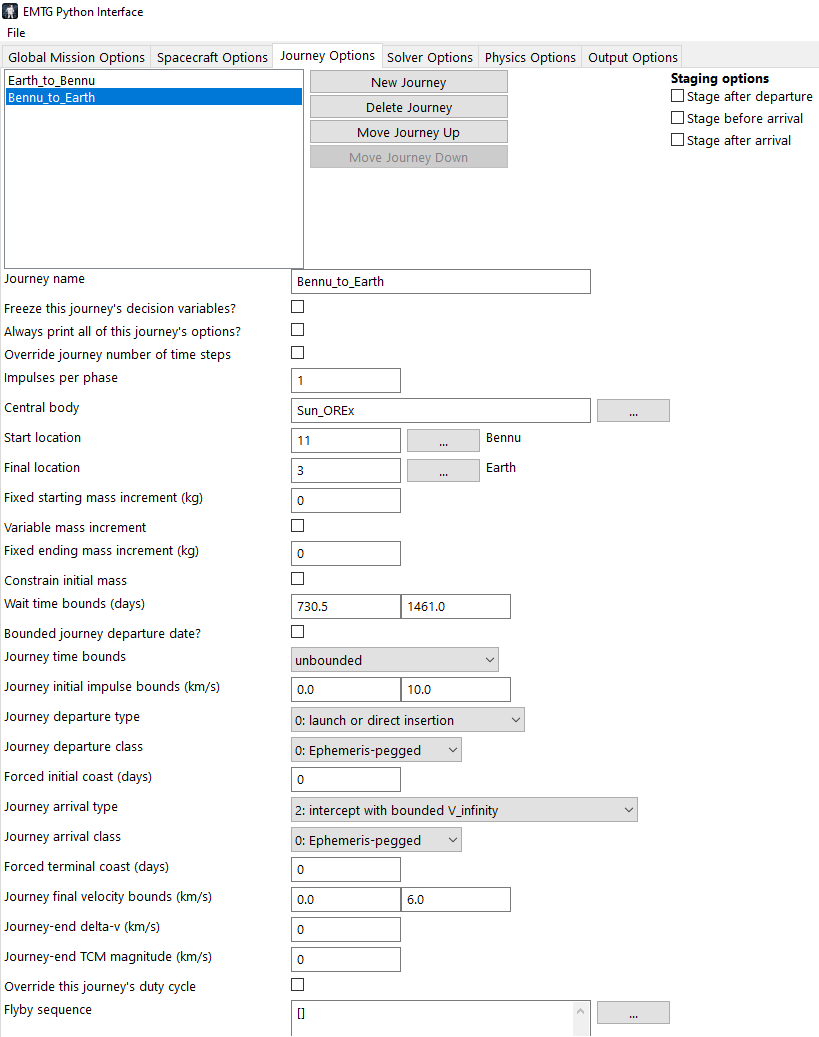 EMTG Python Interface
File
Global Mission Options Spacecraft Options Journey Options Solver Options Physics Options Output Options
Earth_to_Bennu
Bennu_to_Earth
New Journey
Delete Journey
Move Journey Up
Move Journey Down
Staging options
Stage after departure
Stage before arrival
Stage after arrival
Journey name Bennu_to_Earth
Freeze this journey's decision variables?
Always print all of this journey's options?
Override journey number of time steps
Impulses per phase 1
Central body Sun_OREx ...
Start location 11 ... Bennu
Final location 3 ... Earth
Fixed starting mass increment (kg) 0
Variable mass increment
Fixed ending mass increment (kg) 0
Constrain initial mass
Wait time bounds (days) 730.5 1461.0
Bounded journey departure date?
Journey time bounds unbounded
Journey initial impulse bounds (km/s) 0.0 10.0
Journey departure type 0: launch or direct insertion
Journey departure class 0: Ephemeris-pegged
Forced initial coast (days) 0
Journey arrival type 2: intercept with bounded V_infinity
Journey arrival class 0: Ephemeris-pegged
Forced terminal coast (days) 0
Journey final velocity bounds (km/s) 0.0 6.0
Journey-end delta-v (km/s) 0
Journey-end TCM magnitude (km/s) 0
Override this journey's duty cycle
Flyby sequence [] ...